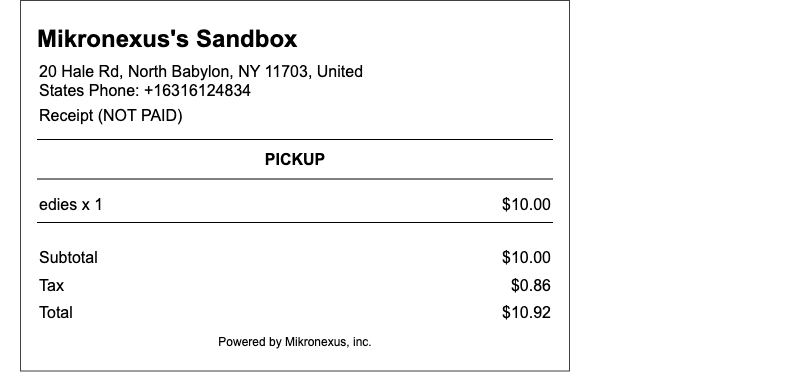 Mikronexus's Sandbox
20 Hale Rd, North Babylon, NY 11703, United
States Phone: +16316124834
Receipt (NOT PAID)
PICKUP
edies x 1 $10.00
Subtotal $10.00
Tax $0.86
Total $10.92
Powered by Mikronexus, inc.